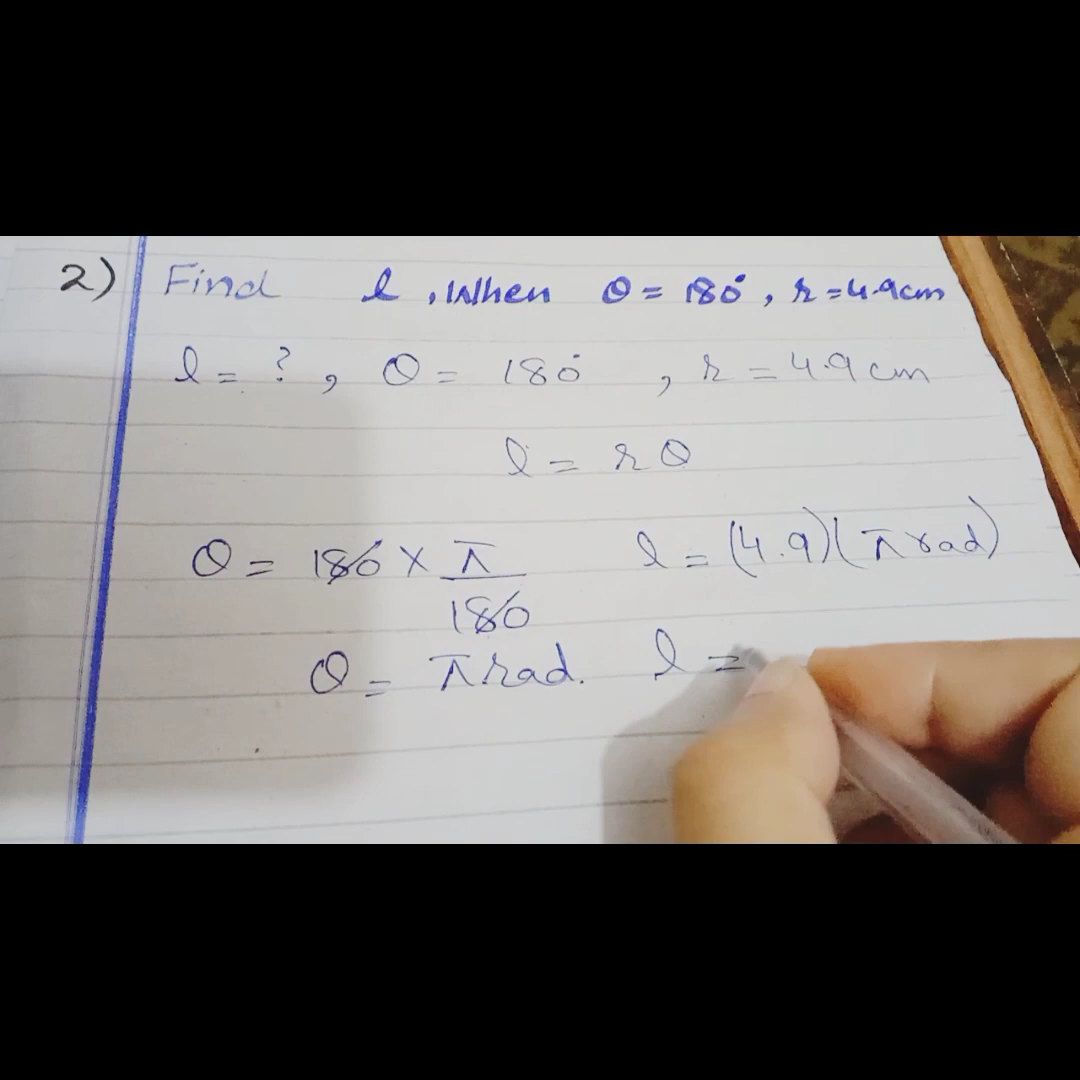 2) Find l, When θ = 180°, r = 4.9cm
l = ?, θ = 180°, r = 4.9 cm
l = rθ
θ = 180 × π/180 l = (4.9)(π rad)
θ = π rad. l =